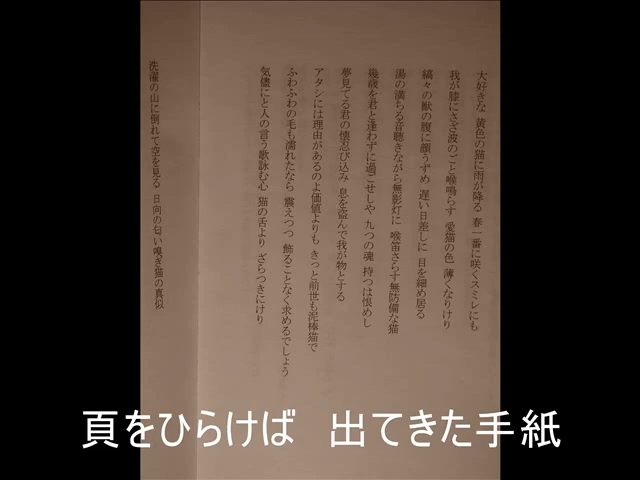 大好きな 黄色の猫に雨が降る 春一番に咲くスミレにも
我が膝にさざ波のごと喉鳴らす 愛猫の色 薄くなりけり
縞々の獣の腹に顔うずめ 遅い日差しに 目を細め居る
湯の満ちる音聴きながら無影灯に 喉笛さらす無防備な猫
幾歳を君と逢わずに過ごせしや 九つの魂 持つは恨めし
夢見てる君の懐忍び込み 息を盗んで我が物とする
アタシには理由があるのよ価値よりも きっと前世も泥棒猫で
ふわふわの毛も濡れたなら 震えつつ 飾ることなく求めるでしょう
気儘にと人の言う歌詠む心 猫の舌より ざらつきにけり
洗濯の山に倒れて空を見る 日向の匂い嗅ぎ猫の真似
頁をひらけば 出てきた手紙